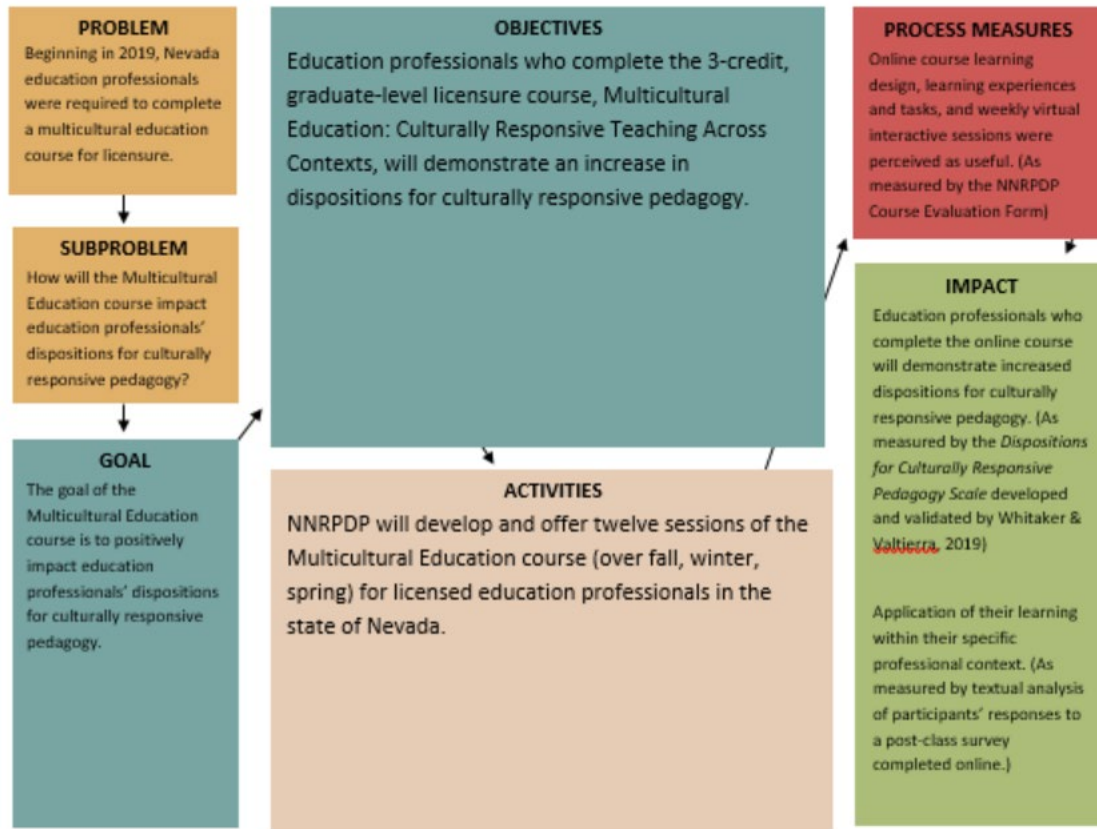 PROBLEM
Beginning in 2019, Nevada
education professionals
were required to complete
a multicultural education
course for licensure.
SUBPROBLEM
How will the Multicultural
Education course impact
education professionals'
dispositions for culturally
responsive pedagogy?
GOAL
The goal of the
Multicultural Education
course is to positively
impact education
professionals' dispositions
for culturally responsive
pedagogy.
OBJECTIVES
Education professionals who complete the 3-credit,
graduate-level licensure course, Multicultural
Education: Culturally Responsive Teaching Across
Contexts, will demonstrate an increase in
dispositions for culturally responsive pedagogy.
ACTIVITIES
NNRPDP will develop and offer twelve sessions of the
Multicultural Education course (over fall, winter,
spring) for licensed education professionals in the
state of Nevada.
PROCESS MEASURES
Online course learning
design, learning experiences
and tasks, and weekly virtual
interactive sessions were
perceived as useful. (As
measured by the NNRPDP
Course Evaluation Form)
IMPACT
Education professionals who
complete the online course
will demonstrate increased
dispositions for culturally
responsive pedagogy. (As
measured by the Dispositions
for Culturally Responsive
Pedagogy Scale developed
and validated by Whitaker &
Valtierra, 2019)
Application of their learning
within their specific
professional context. (As
measured by textual analysis
of participants' responses to
a post-class survey
completed online.)